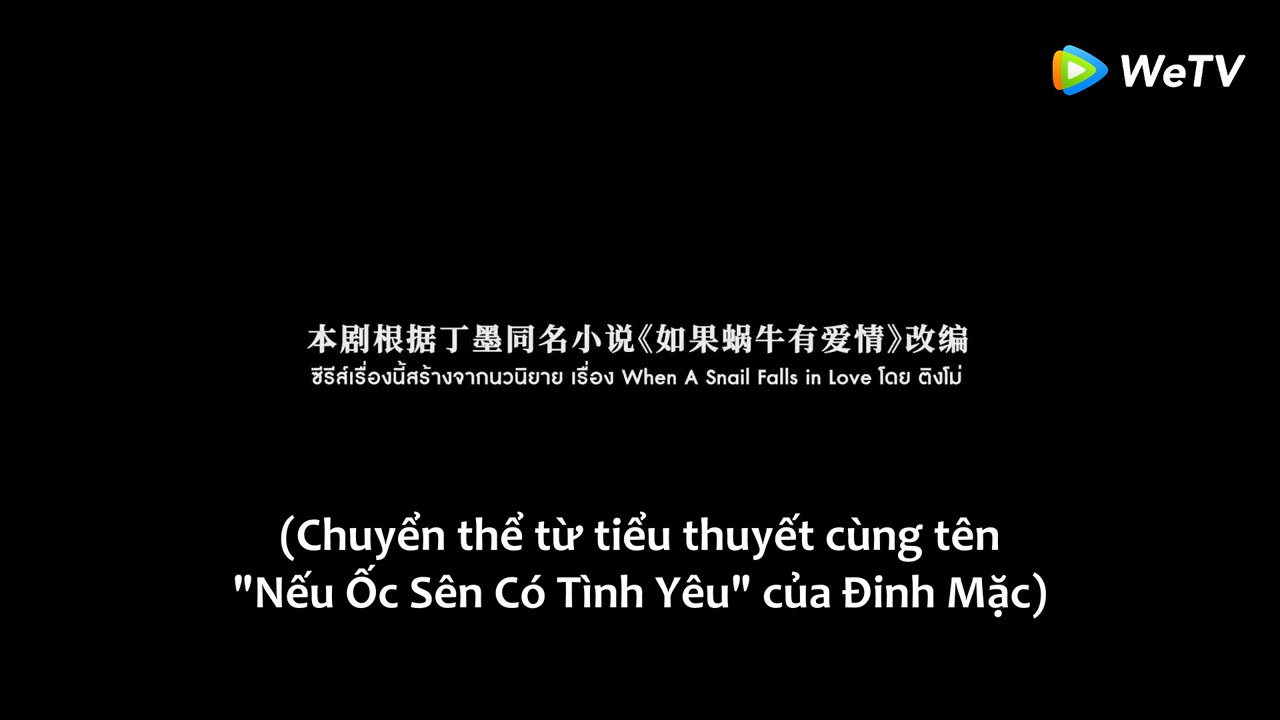 WeTV
本剧根据丁墨同名小说《如果蜗牛有爱情》改编
ซีรีส์เรื่องนี้สร้างจากนวนิยาย เรื่อง When A Snail Falls in Love โดย ติงโม่
(Chuyển thể từ tiểu thuyết cùng tên
"Nếu Ốc Sên Có Tình Yêu" của Đinh Mặc)